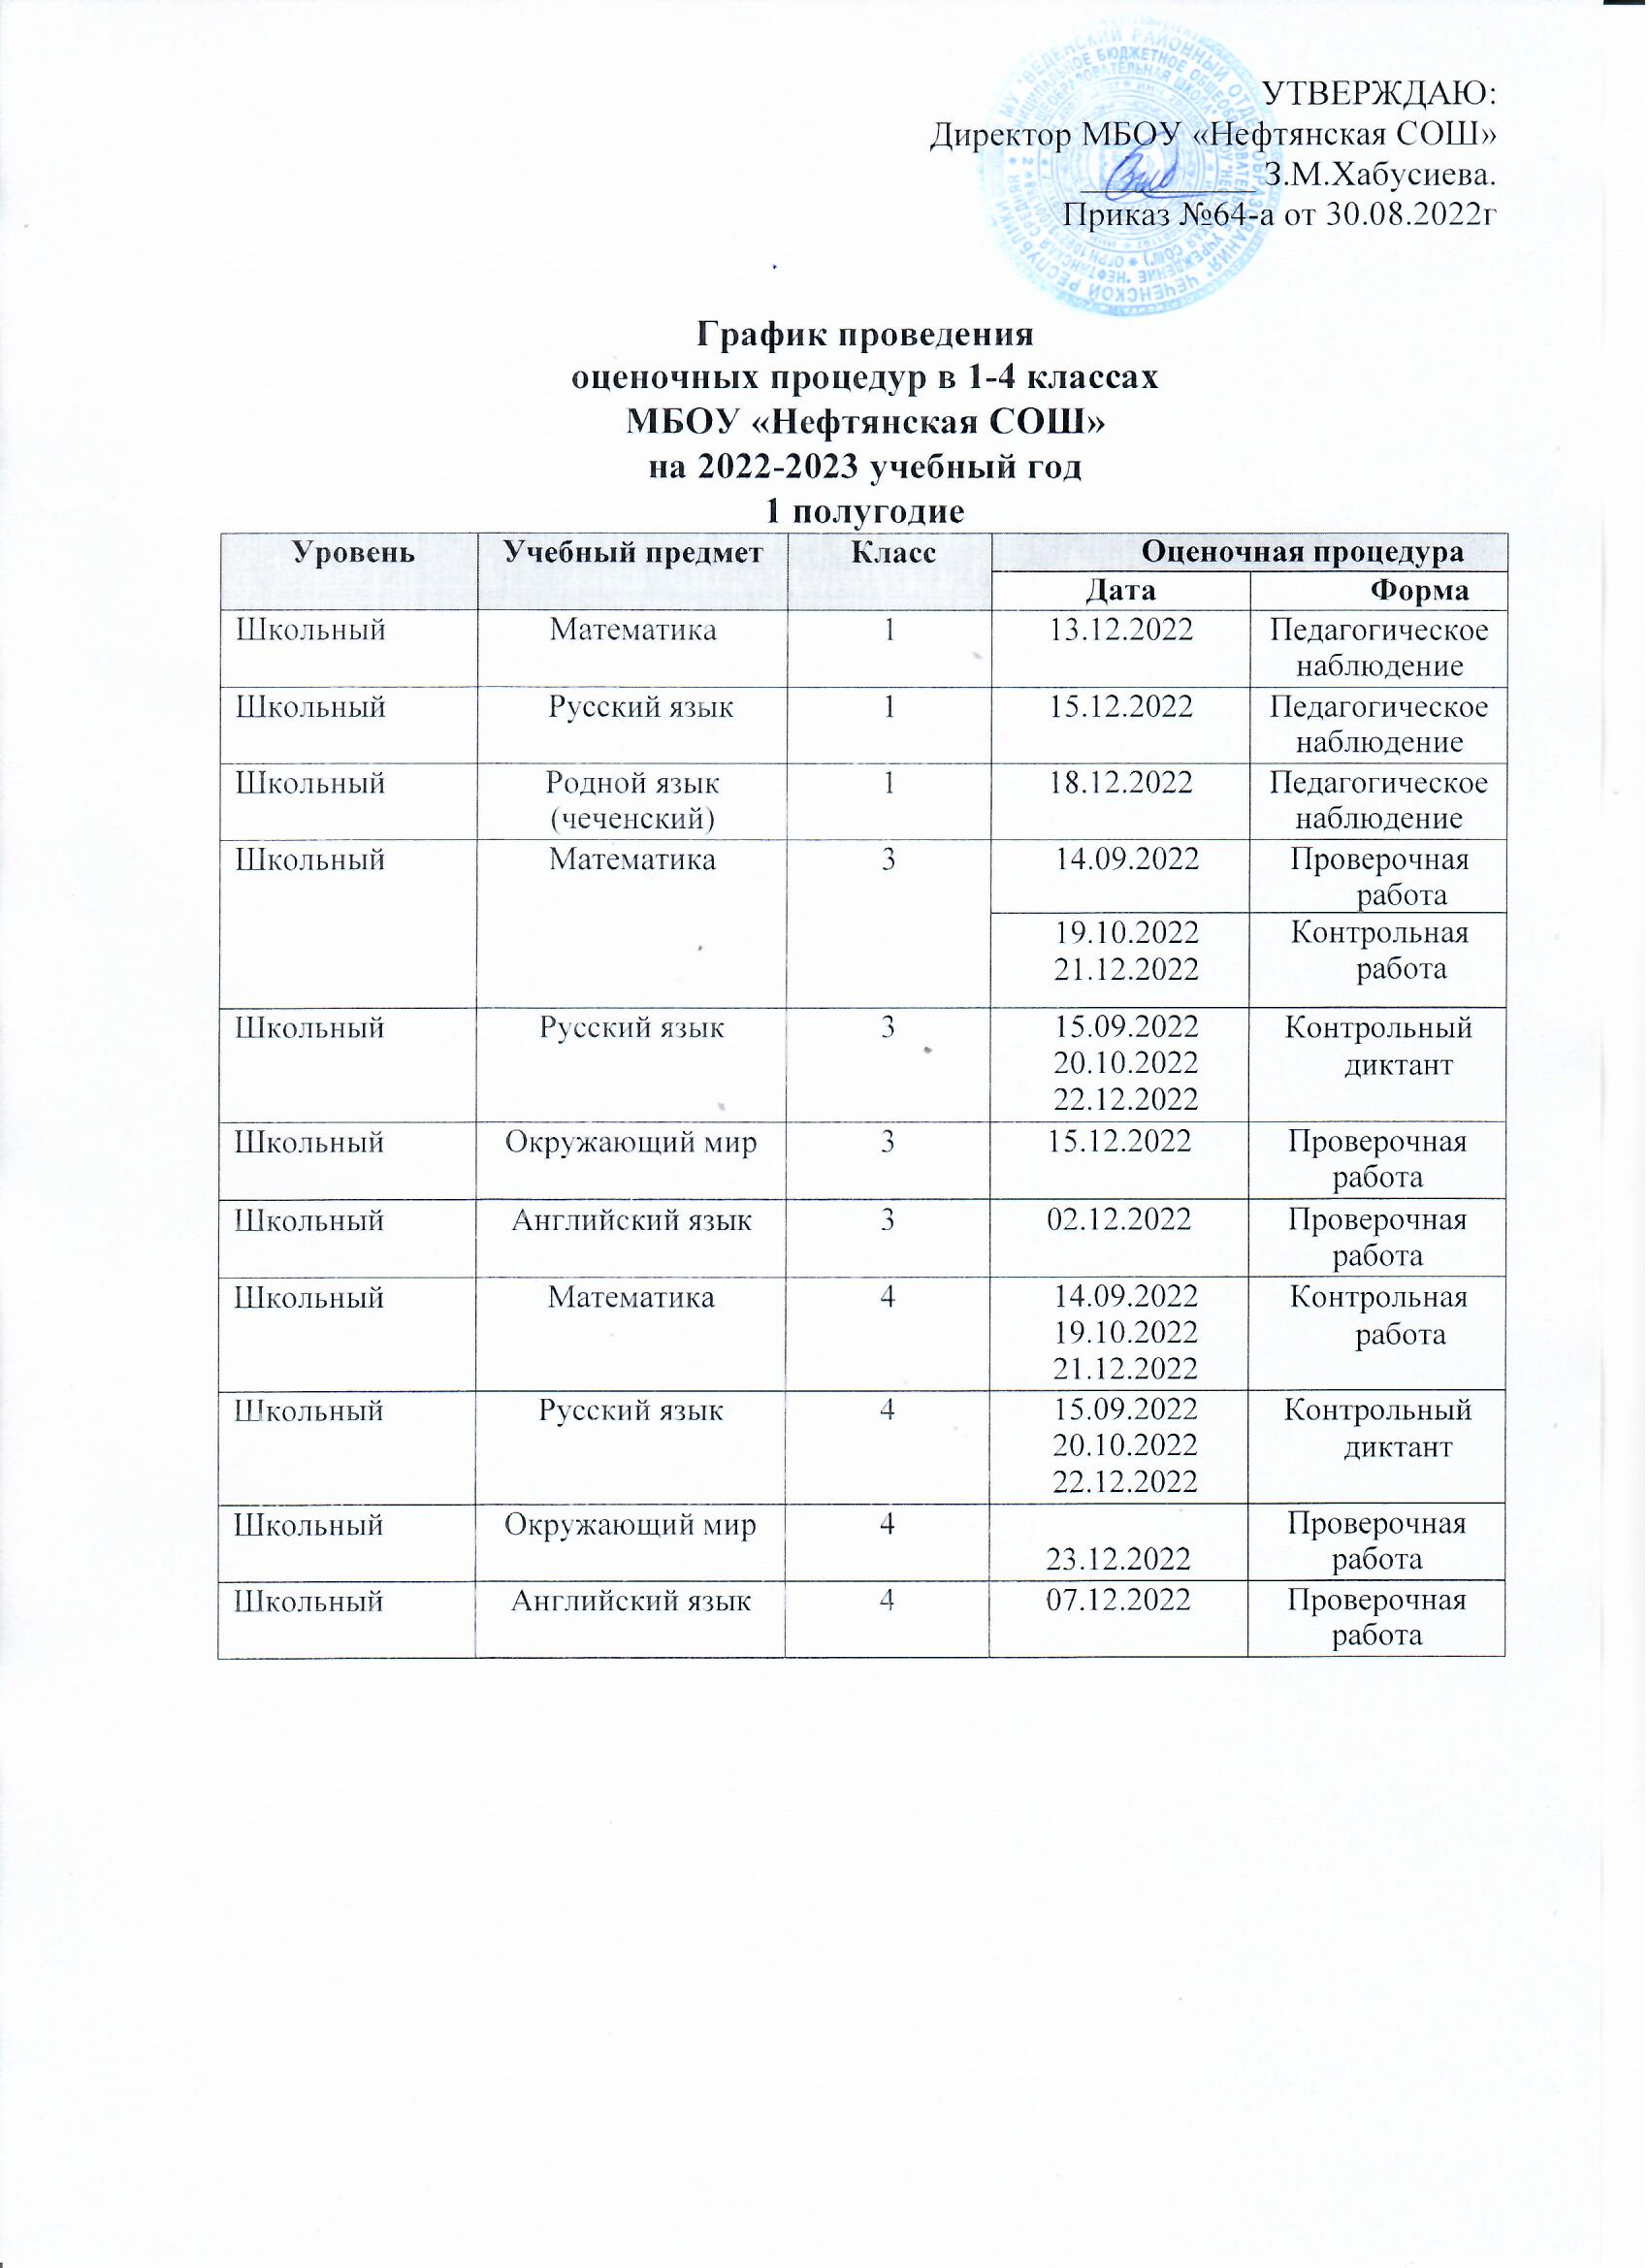 УТВЕРЖДАЮ:
Директор МБОУ «Нефтянская СОШ»
__________ З.М.Хабусиева.
Приказ №64-а от 30.08.2022г
График проведения
оценочных процедур в 1-4 классах
МБОУ «Нефтянская СОШ»
на 2022-2023 учебный год
1 полугодие
Уровень Учебный предмет Класс Оценочная процедура
Дата Форма
Школьный Математика 1 13.12.2022 Педагогическое
наблюдение
Школьный Русский язык 1 15.12.2022 Педагогическое
наблюдение
Школьный Родной язык 1 18.12.2022 Педагогическое
(чеченский) наблюдение
Школьный Математика 3 14.09.2022 Проверочная
работа
19.10.2022 Контрольная
21.12.2022 работа
Школьный Русский язык 3 15.09.2022 Контрольный
20.10.2022 диктант
22.12.2022
Школьный Окружающий мир 3 15.12.2022 Проверочная
работа
Школьный Английский язык 3 02.12.2022 Проверочная
работа
Школьный Математика 4 14.09.2022 Контрольная
19.10.2022 работа
21.12.2022
Школьный Русский язык 4 15.09.2022 Контрольный
20.10.2022 диктант
22.12.2022
Школьный Окружающий мир 4 Проверочная
23.12.2022 работа
Школьный Английский язык 4 07.12.2022 Проверочная
работа